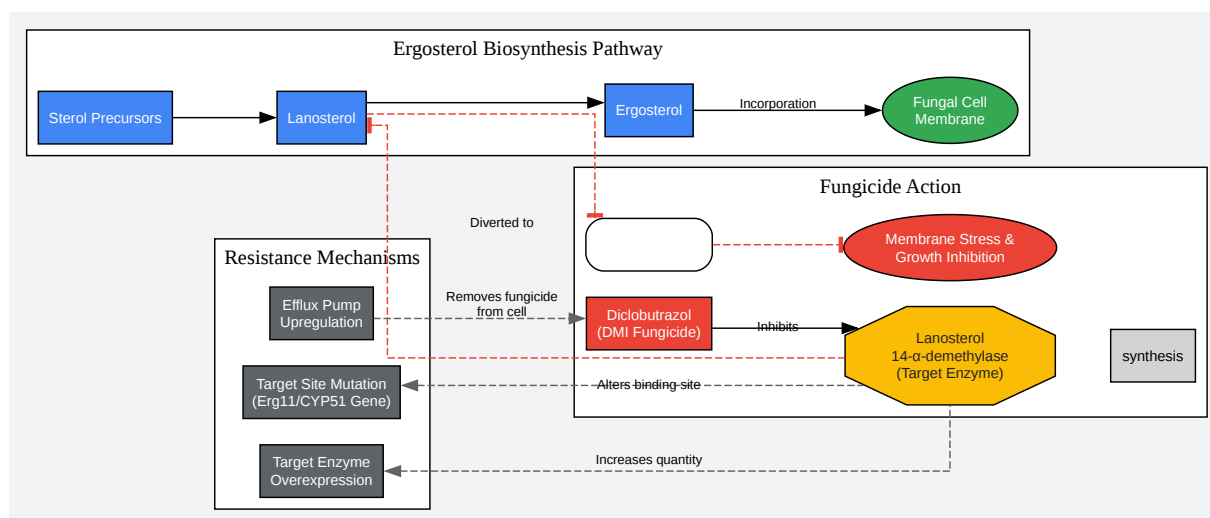 Ergosterol Biosynthesis Pathway
Sterol Precursors
Lanosterol
Ergosterol
Incorporation
Fungal Cell
Membrane
Fungicide Action
Diverted to
Membrane Stress &
Growth Inhibition
Resistance Mechanisms
Efflux Pump
Upregulation
Removes fungicide
from cell
Diclobutrazol
(DMI Fungicide)
Inhibits
Lanosterol
14-α-demethylase
(Target Enzyme)
synthesis
Target Site Mutation
(Erg11/CYP51 Gene)
Alters binding site
Target Enzyme
Overexpression
Increases quantity